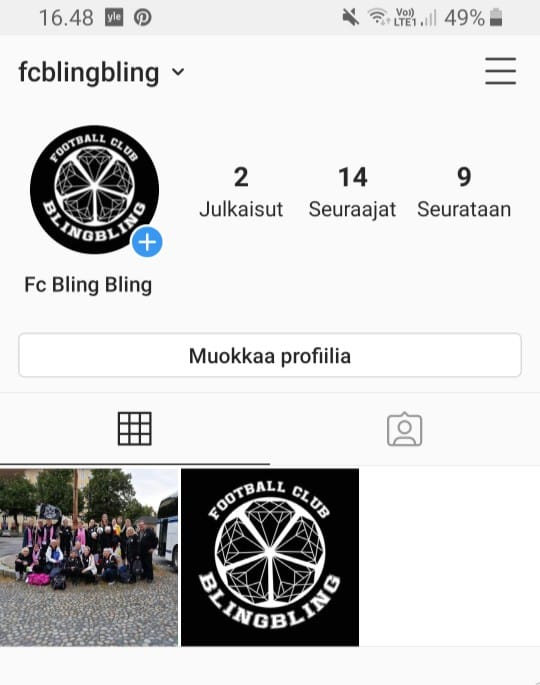 16.48 yle Vo)) LTE1 49%
fcblingbling
FOOTBALL CLUB
BLINGBLING
2 14 9
Julkaisut Seuraajat Seurataan
Fc Bling Bling
Muokkaa profiilia
FOOTBALL CLUB
BLINGBLING